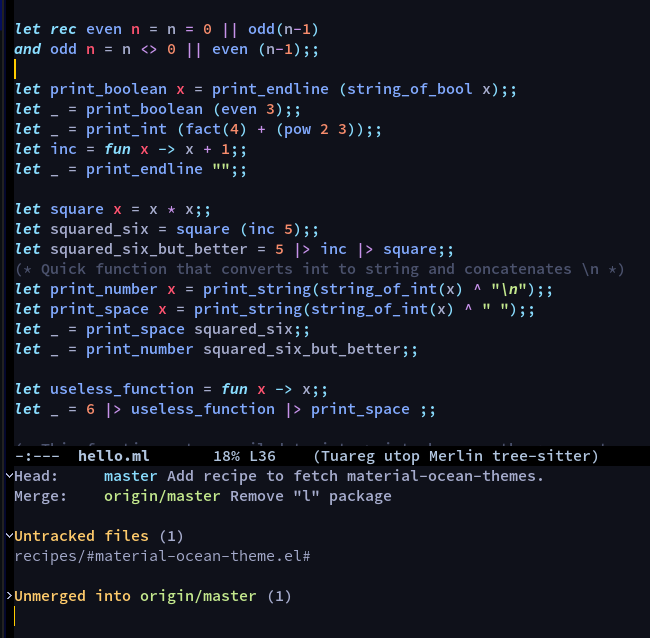 let rec even n = n = 0 || odd(n-1)
and odd n = n <> 0 || even (n-1);;
let print_boolean x = print_endline (string_of_bool x);;
let _ = print_boolean (even 3);;
let _ = print_int (fact(4) + (pow 2 3));;
let inc = fun x -> x + 1;;
let _ = print_endline "";;
let square x = x * x;;
let squared_six = square (inc 5);;
let squared_six_but_better = 5 |> inc |> square;;
(* Quick function that converts int to string and concatenates \n *)
let print_number x = print_string(string_of_int(x) ^ "\n");;
let print_space x = print_string(string_of_int(x) ^ " ");;
let _ = print_space squared_six;;
let _ = print_number squared_six_but_better;;
let useless_function = fun x -> x;;
let _ = 6 |> useless_function |> print_space ;;
-:--- hello.ml 18% L36 (Tuareg utop Merlin tree-sitter)
Head: master Add recipe to fetch material-ocean-themes.
Merge: origin/master Remove "l" package
Untracked files (1)
recipes/#material-ocean-theme.el#
Unmerged into origin/master (1)